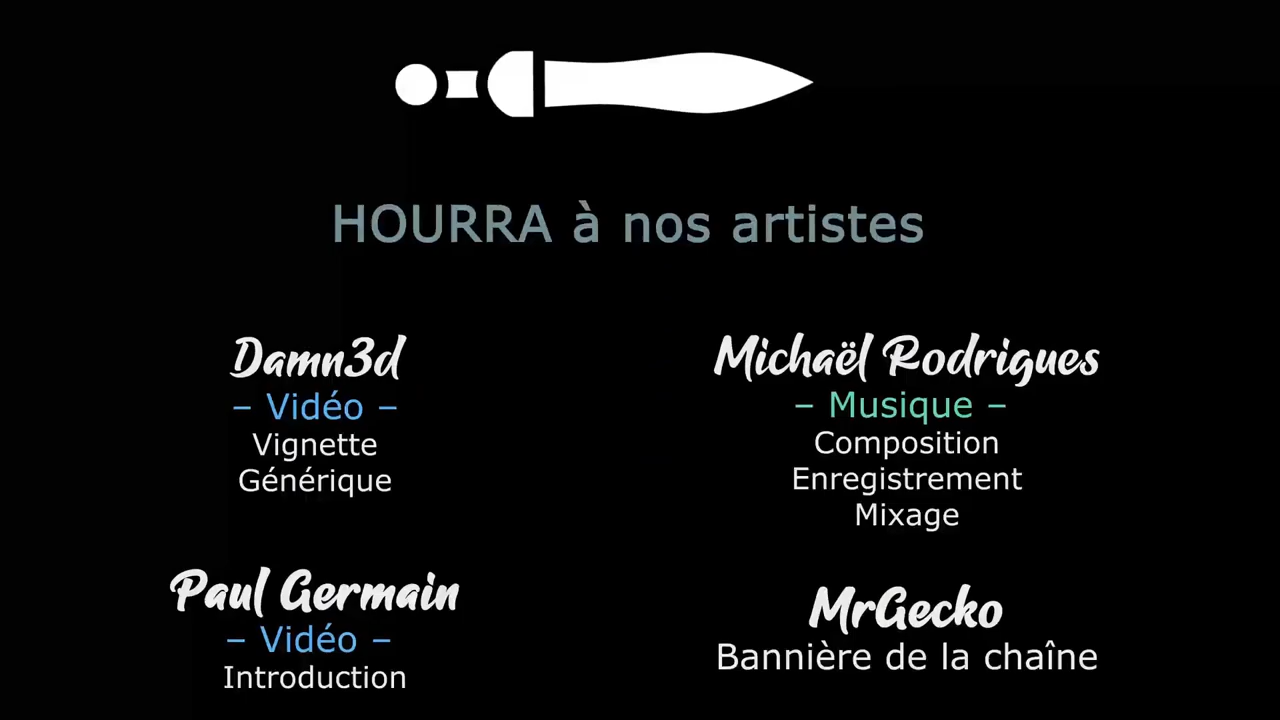 HOURRA à nos artistes
Damn3d
– Vidéo –
Vignette
Générique
Michaël Rodrigues
– Musique –
Composition
Enregistrement
Mixage
Paul Germain
– Vidéo –
Introduction
MrGecko
Bannière de la chaîne